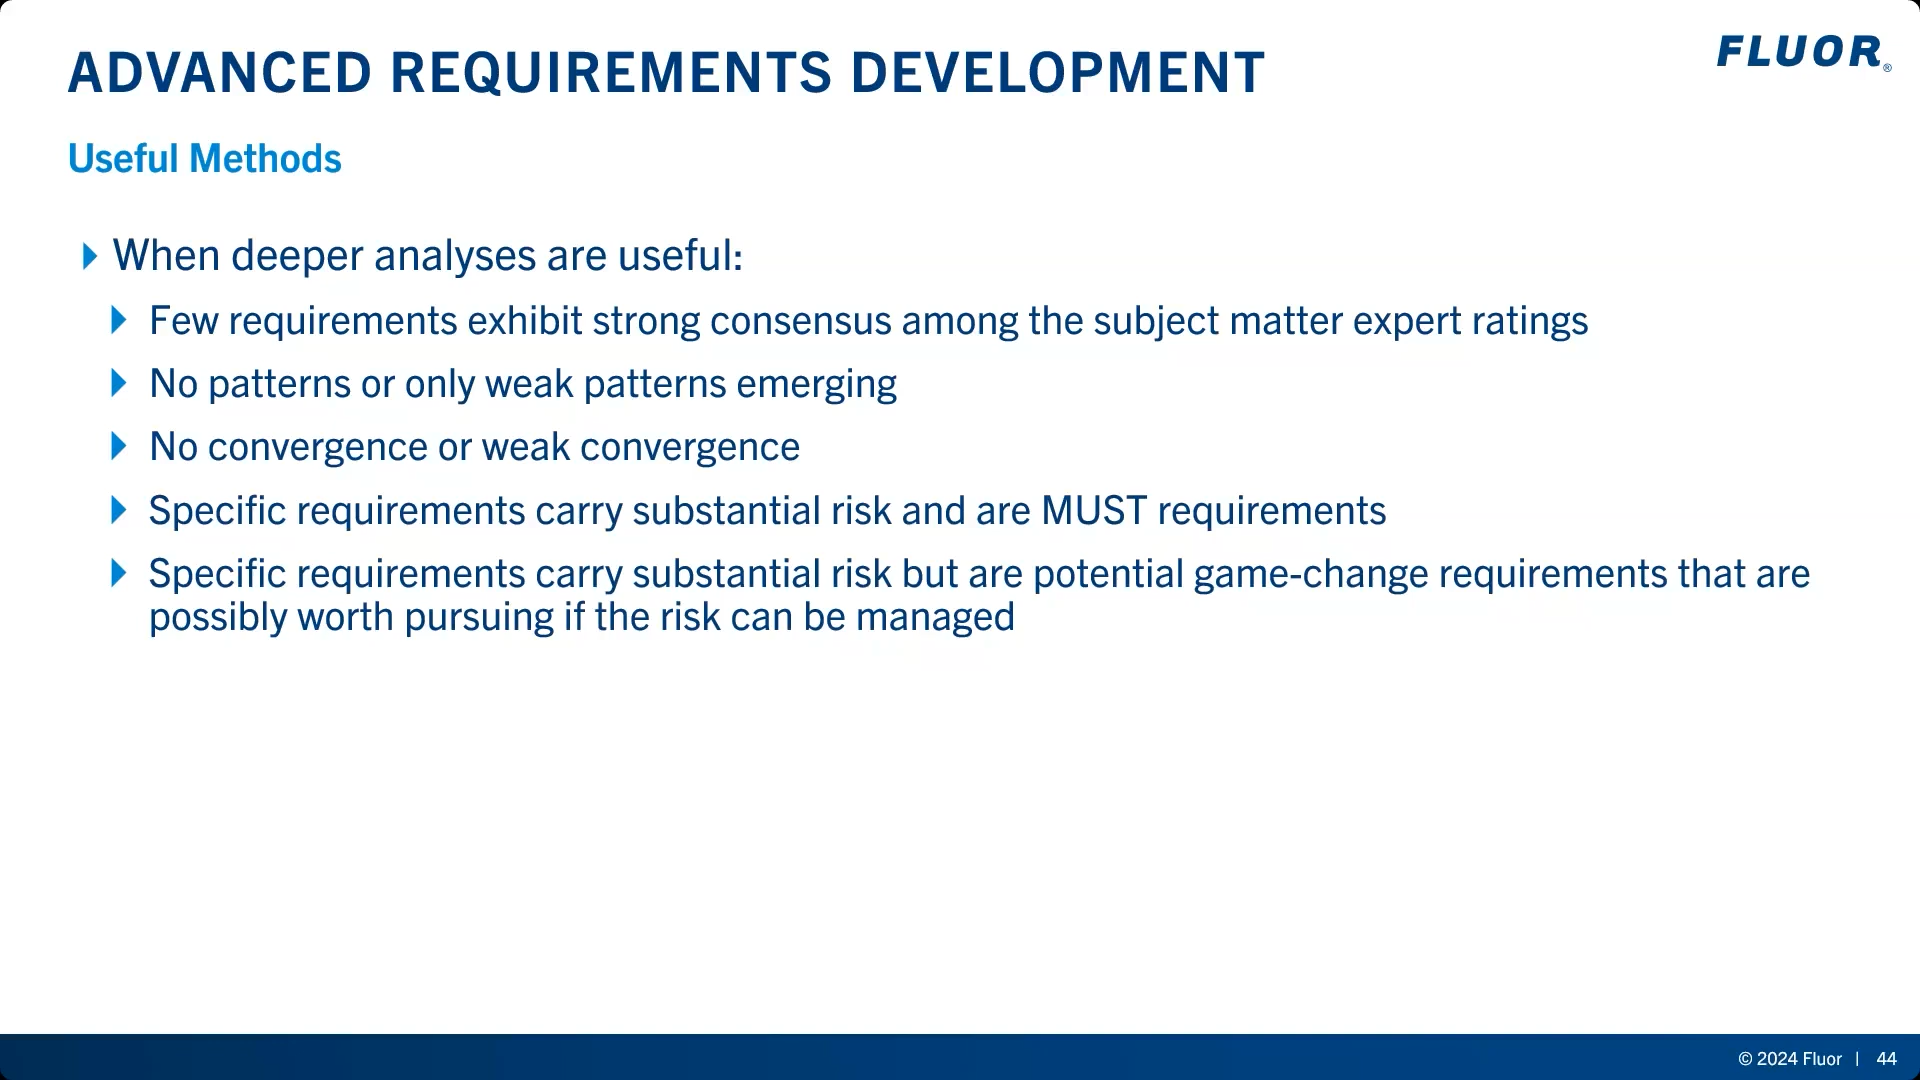 ADVANCED REQUIREMENTS DEVELOPMENT
FLUOR®
Useful Methods
When deeper analyses are useful:
Few requirements exhibit strong consensus among the subject matter expert ratings
No patterns or only weak patterns emerging
No convergence or weak convergence
Specific requirements carry substantial risk and are MUST requirements
Specific requirements carry substantial risk but are potential game-change requirements that are
possibly worth pursuing if the risk can be managed
© 2024 Fluor | 44